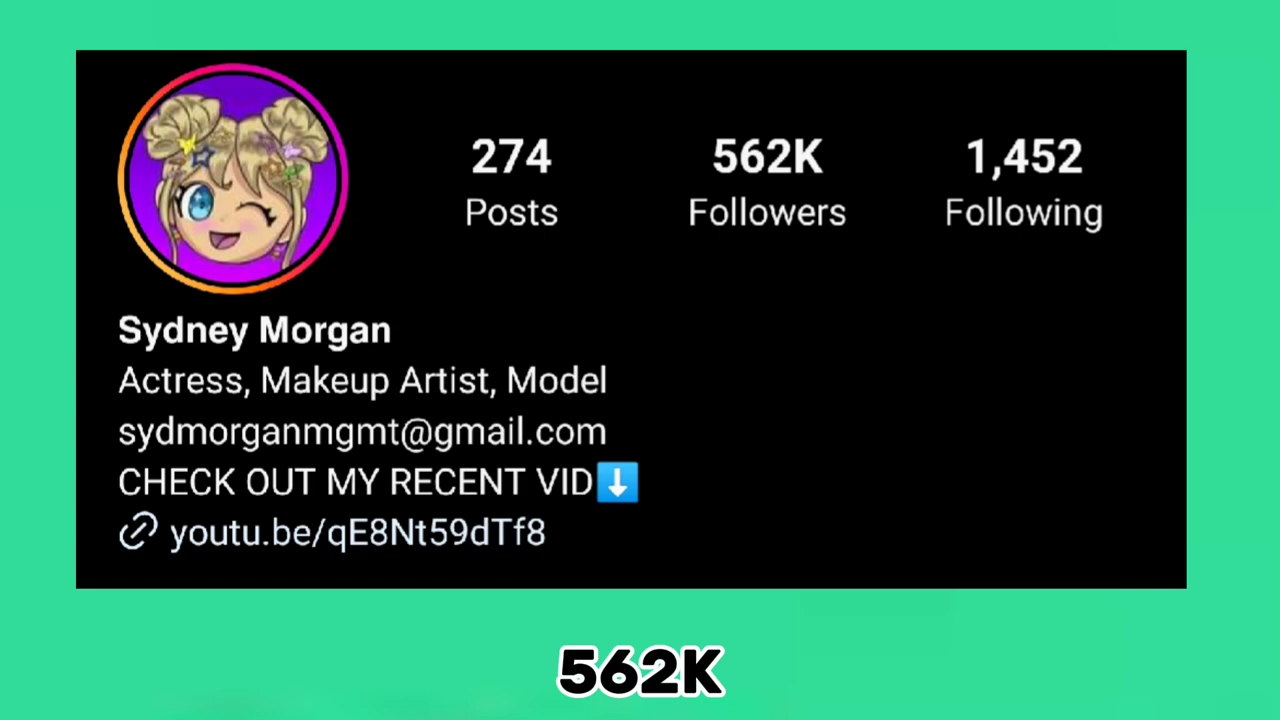 274 562K 1,452
Posts Followers Following
Sydney Morgan
Actress, Makeup Artist, Model
sydmorganmgmt@gmail.com
CHECK OUT MY RECENT VID⬇️
youtu.be/qE8Nt59dTf8
562K